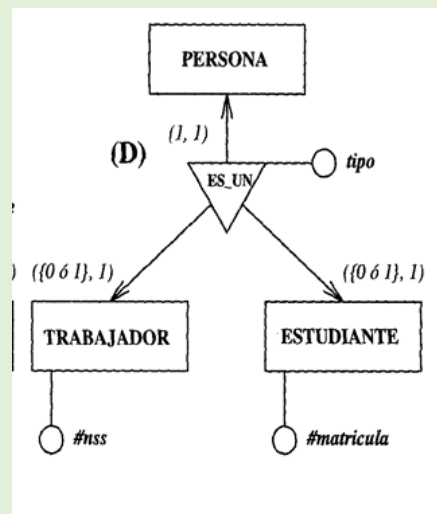 PERSONA
(1, 1)
(D)
tipo
ES_UN
e
) ({0 ó 1}, 1) ({0 ó 1}, 1)
TRABAJADOR ESTUDIANTE
#nss #matricula